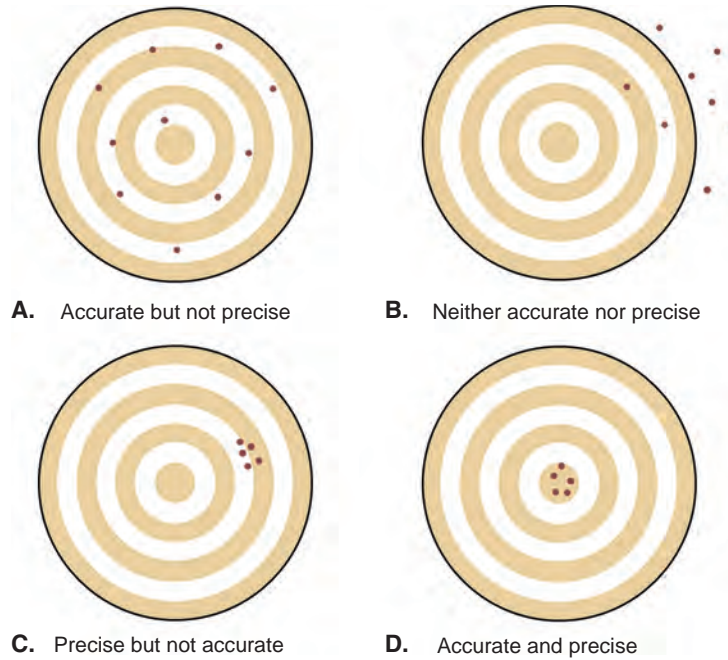 A. Accurate but not precise
B. Neither accurate nor precise
C. Precise but not accurate
D. Accurate and precise